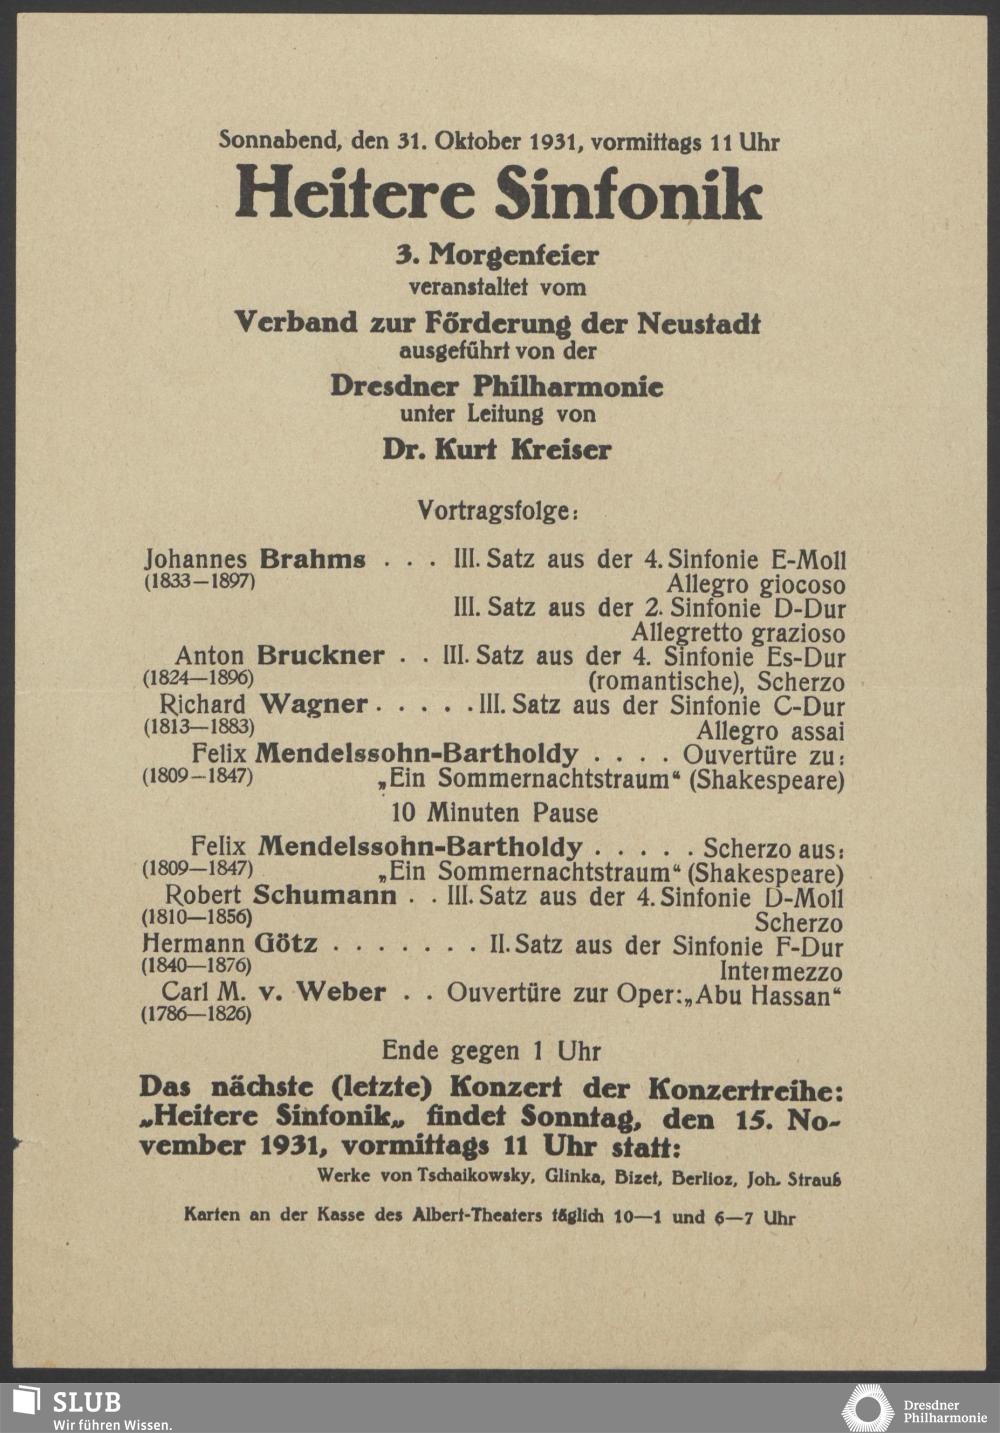 Sonnabend, den 31. Oktober 1931, vormittags 11 Uhr
Heitere Sinfonik
3. Morgenfeier
veranstaltet vom
Verband zur Förderung der Neustadt
ausgeführt von der
Dresdner Philharmonie
unter Leitung von
Dr. Kurt Kreiser
Vortragsfolge:
Johannes Brahms . . . III. Satz aus der 4. Sinfonie E-Moll
(1833—1897) Allegro giocoso
III. Satz aus der 2. Sinfonie D-Dur
Allegretto grazioso
Anton Bruckner . . III. Satz aus der 4. Sinfonie Es-Dur
(1824—1896) (romantische), Scherzo
Richard Wagner . . . . . III. Satz aus der Sinfonie C-Dur
(1813—1883) Allegro assai
Felix Mendelssohn-Bartholdy . . . . Ouvertüre zu:
(1809—1847) „Ein Sommernachtstraum“ (Shakespeare)
10 Minuten Pause
Felix Mendelssohn-Bartholdy . . . . . Scherzo aus:
(1809—1847) „Ein Sommernachtstraum“ (Shakespeare)
Robert Schumann . . III. Satz aus der 4. Sinfonie D-Moll
(1810—1856) Scherzo
Hermann Götz . . . . . . . II. Satz aus der Sinfonie F-Dur
(1840—1876) Intermezzo
Carl M. v. Weber . . Ouvertüre zur Oper: „Abu Hassan“
(1786—1826)
Ende gegen 1 Uhr
Das nächste (letzte) Konzert der Konzertreihe:
„Heitere Sinfonik„ findet Sonntag, den 15. No-
vember 1931, vormittags 11 Uhr statt:
Werke von Tschaikowsky, Glinka, Bizet, Berlioz, Joh. Strauß
Karten an der Kasse des Albert-Theaters täglich 10—1 und 6—7 Uhr
SLUB
Wir führen Wissen.
Dresdner
Philharmonie